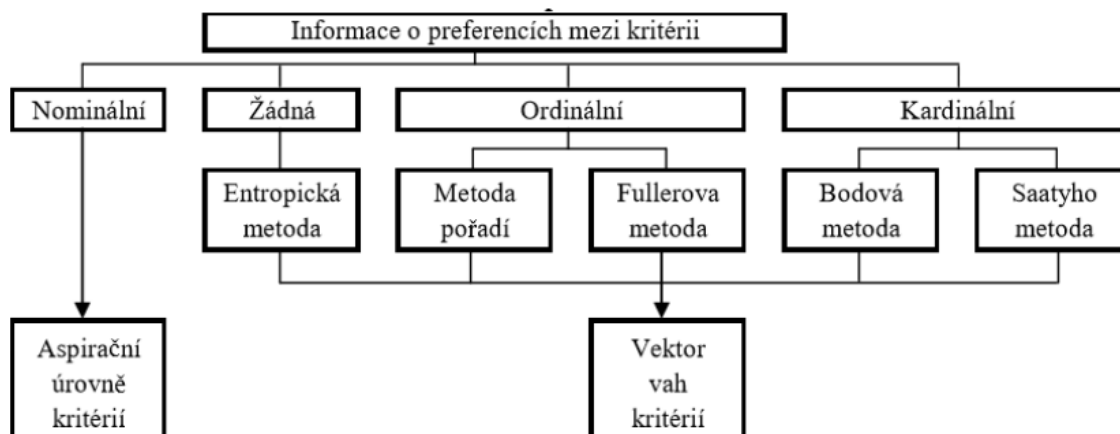 Informace o preferencích mezi kritérii
Nominální
Žádná
Ordinální
Kardinální
Entropická
metoda
Metoda
pořadí
Fullerova
metoda
Bodová
metoda
Saatyho
metoda
Aspirační
úrovně
kritérií
Vektor
vah
kritérií